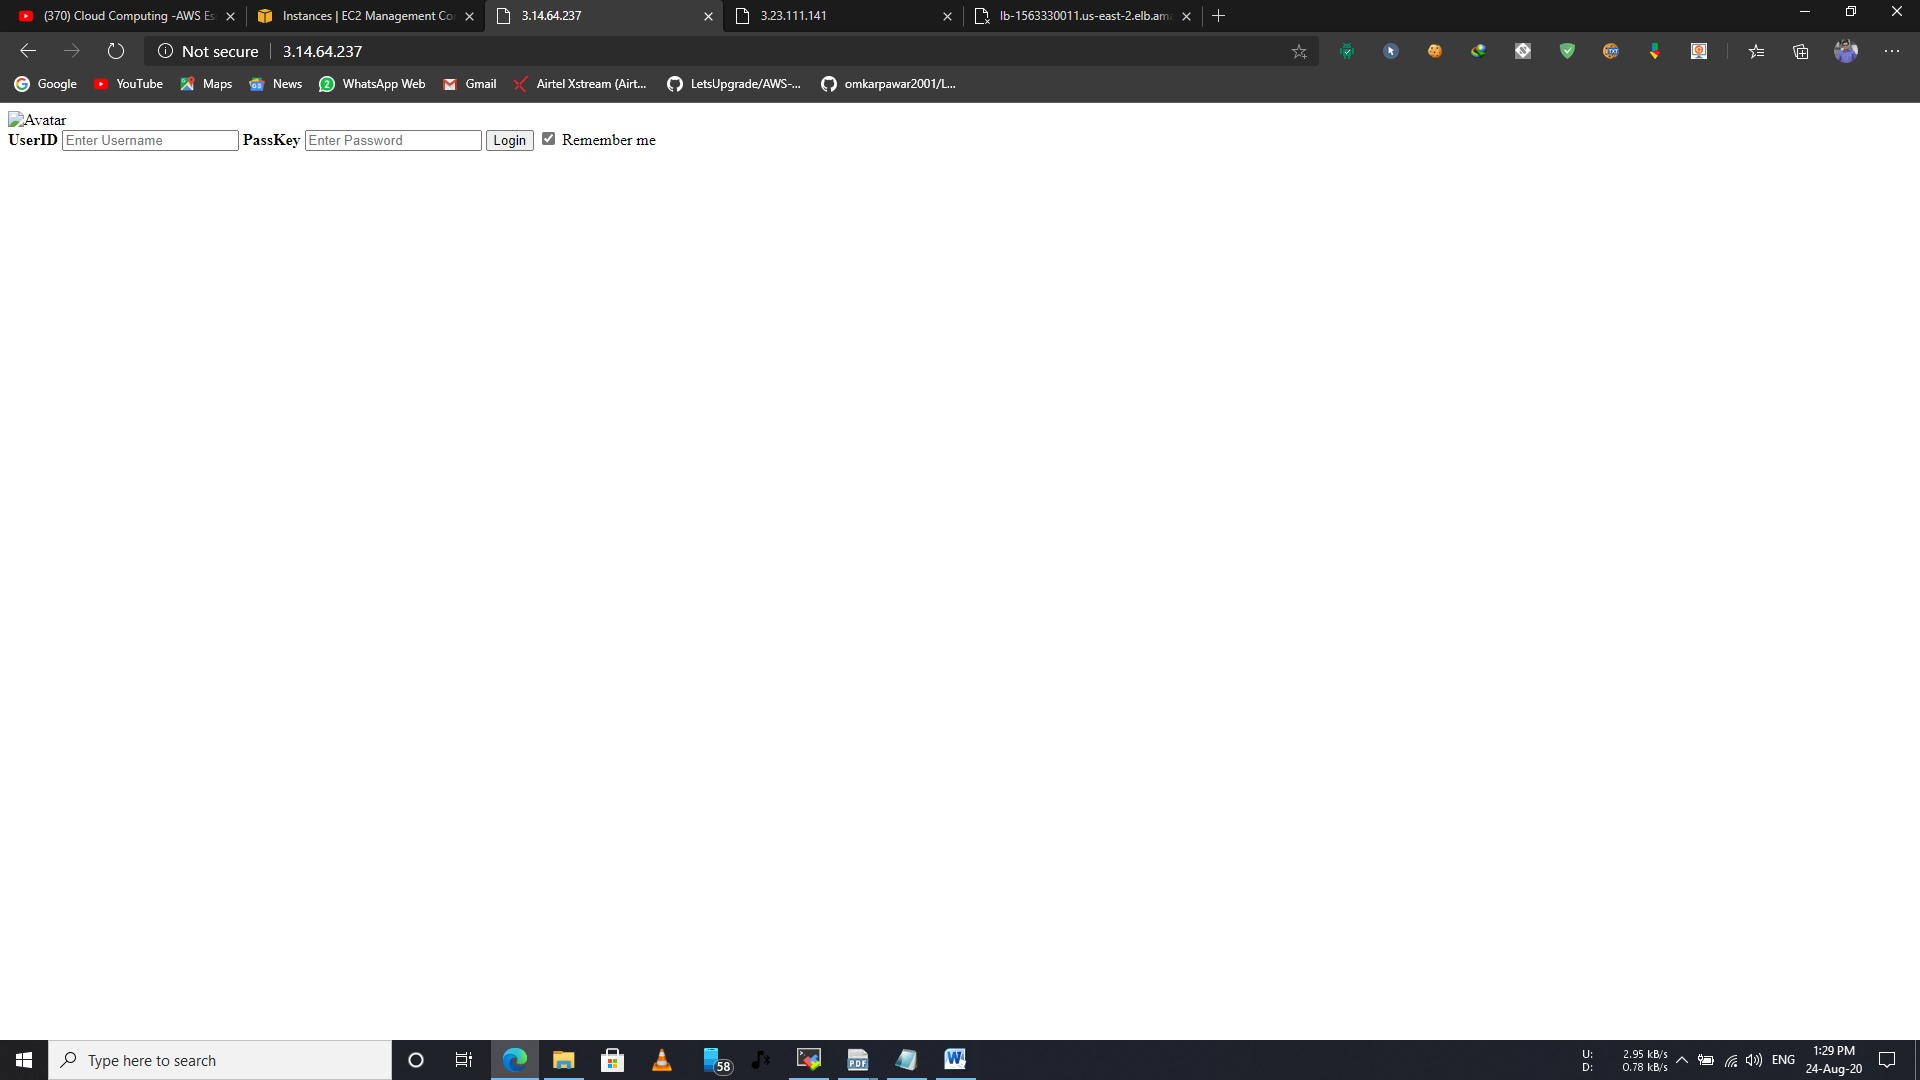 (370) Cloud Computing -AWS Es
Instances | EC2 Management Co
3.14.64.237
3.23.111.141
lb-1563330011.us-east-2.elb.ama
Not secure
3.14.64.237
Google
YouTube
Maps
News
WhatsApp Web
Gmail
Airtel Xstream (Airt...
LetsUpgrade/AWS-...
omkarpawar2001/L...
Avatar
UserID Enter Username PassKey Enter Password Login Remember me
Type here to search
58
U: 2.95 kB/s
D: 0.78 kB/s
ENG
1:29 PM
24-Aug-20